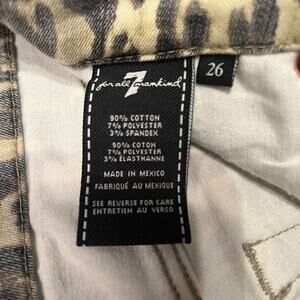 7
for all mankind
26
90% COTTON
7% POLYESTER
3% SPANDEX
90% COTON
7% POLYESTER
3% ÉLASTHANNE
MADE IN MEXICO
FABRIQUÉ AU MEXIQUE
SEE REVERSE FOR CARE
ENTRETIEN AU VERSO